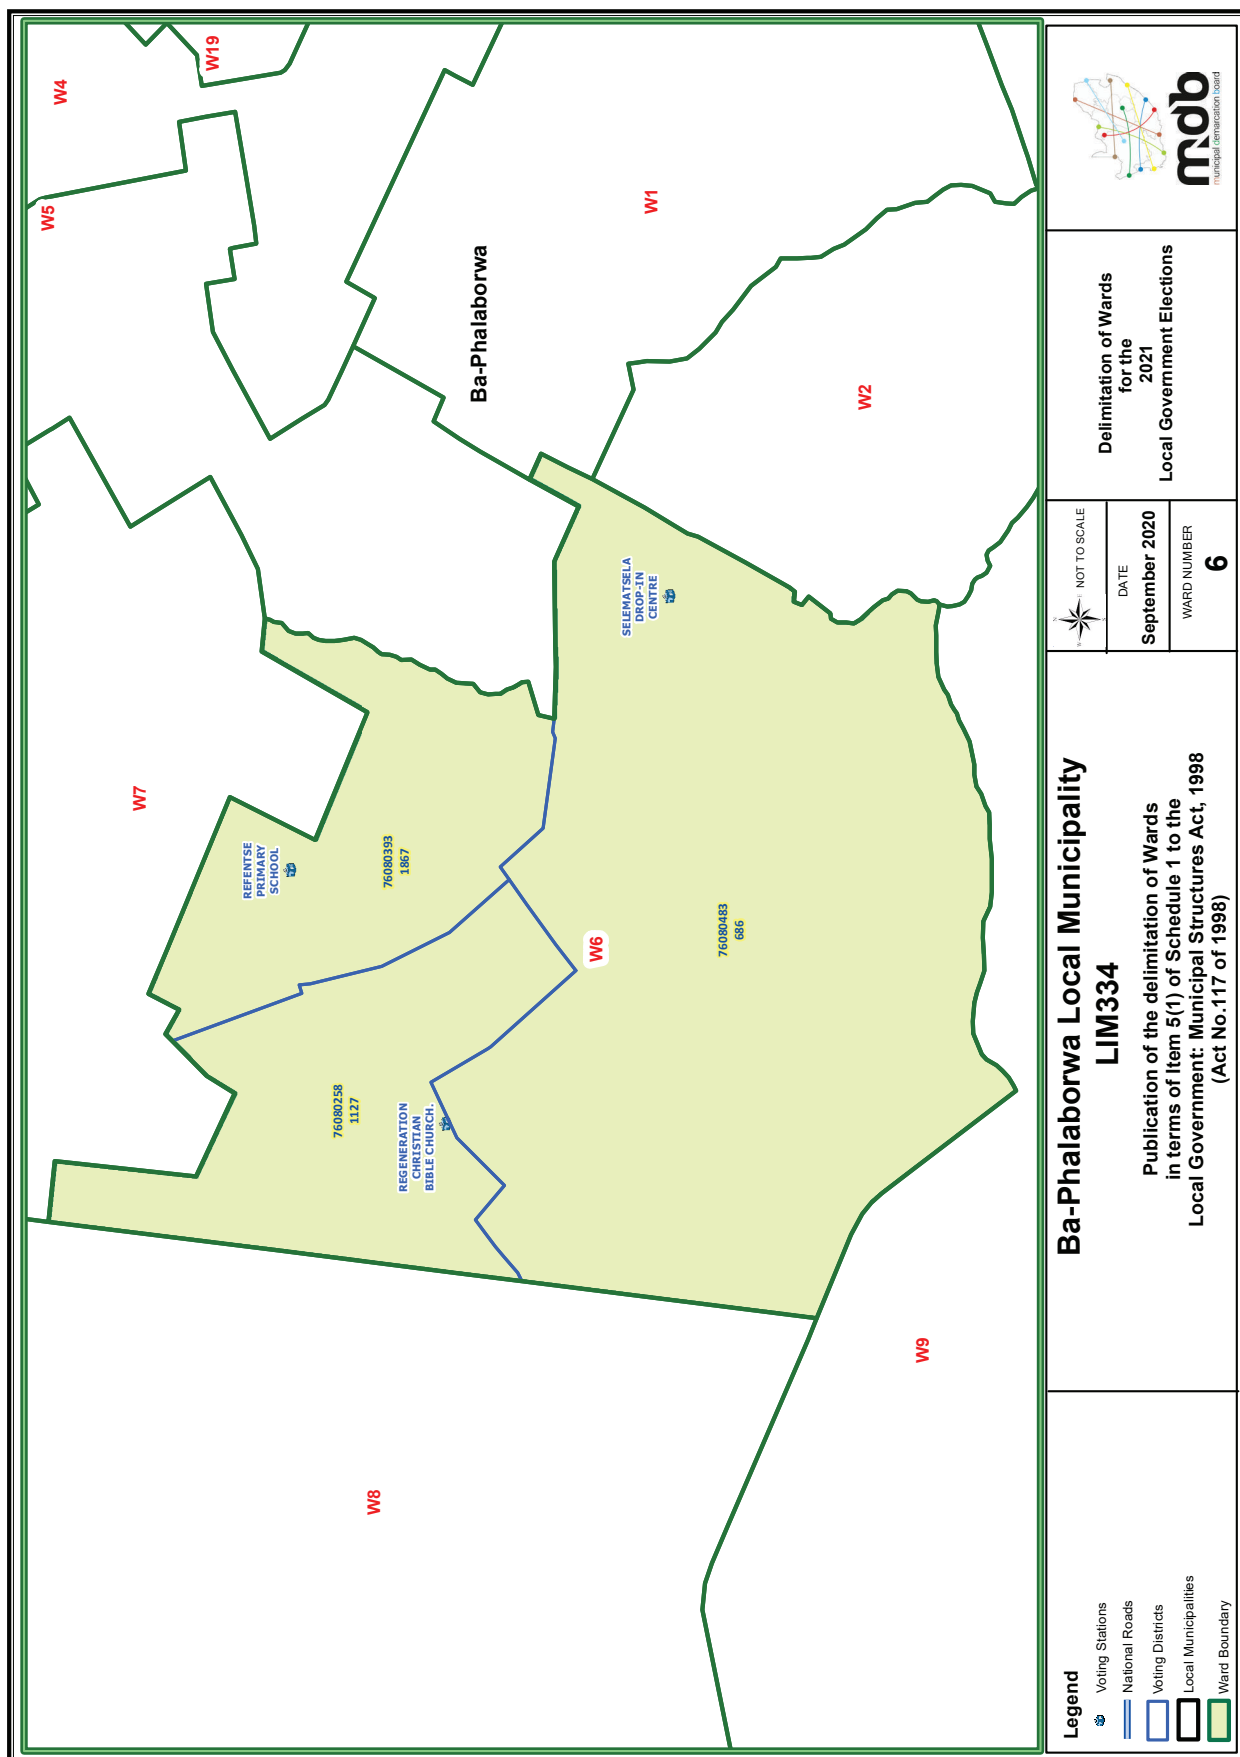 W8
W9
76080258
1127
REGENERATION
CHRISTIAN
BIBLE CHURCH.
W6
76080483
686
REFENTSE
PRIMARY
SCHOOL
76080393
1867
W7
SELEMATSELA
DROP-IN
CENTRE
Ba-Phalaborwa
W5
W4
W19
W1
W2
Legend
Voting Stations
National Roads
Voting Districts
Local Municipalities
Ward Boundary
Ba-Phalaborwa Local Municipality
LIM334
Publication of the delimitation of Wards
in terms of Item 5(1) of Schedule 1 to the
Local Government: Municipal Structures Act, 1998
(Act No.117 of 1998)
NOT TO SCALE
DATE
September 2020
WARD NUMBER
6
Delimitation of Wards
for the
2021
Local Government Elections
mdb
municipal demarcation board